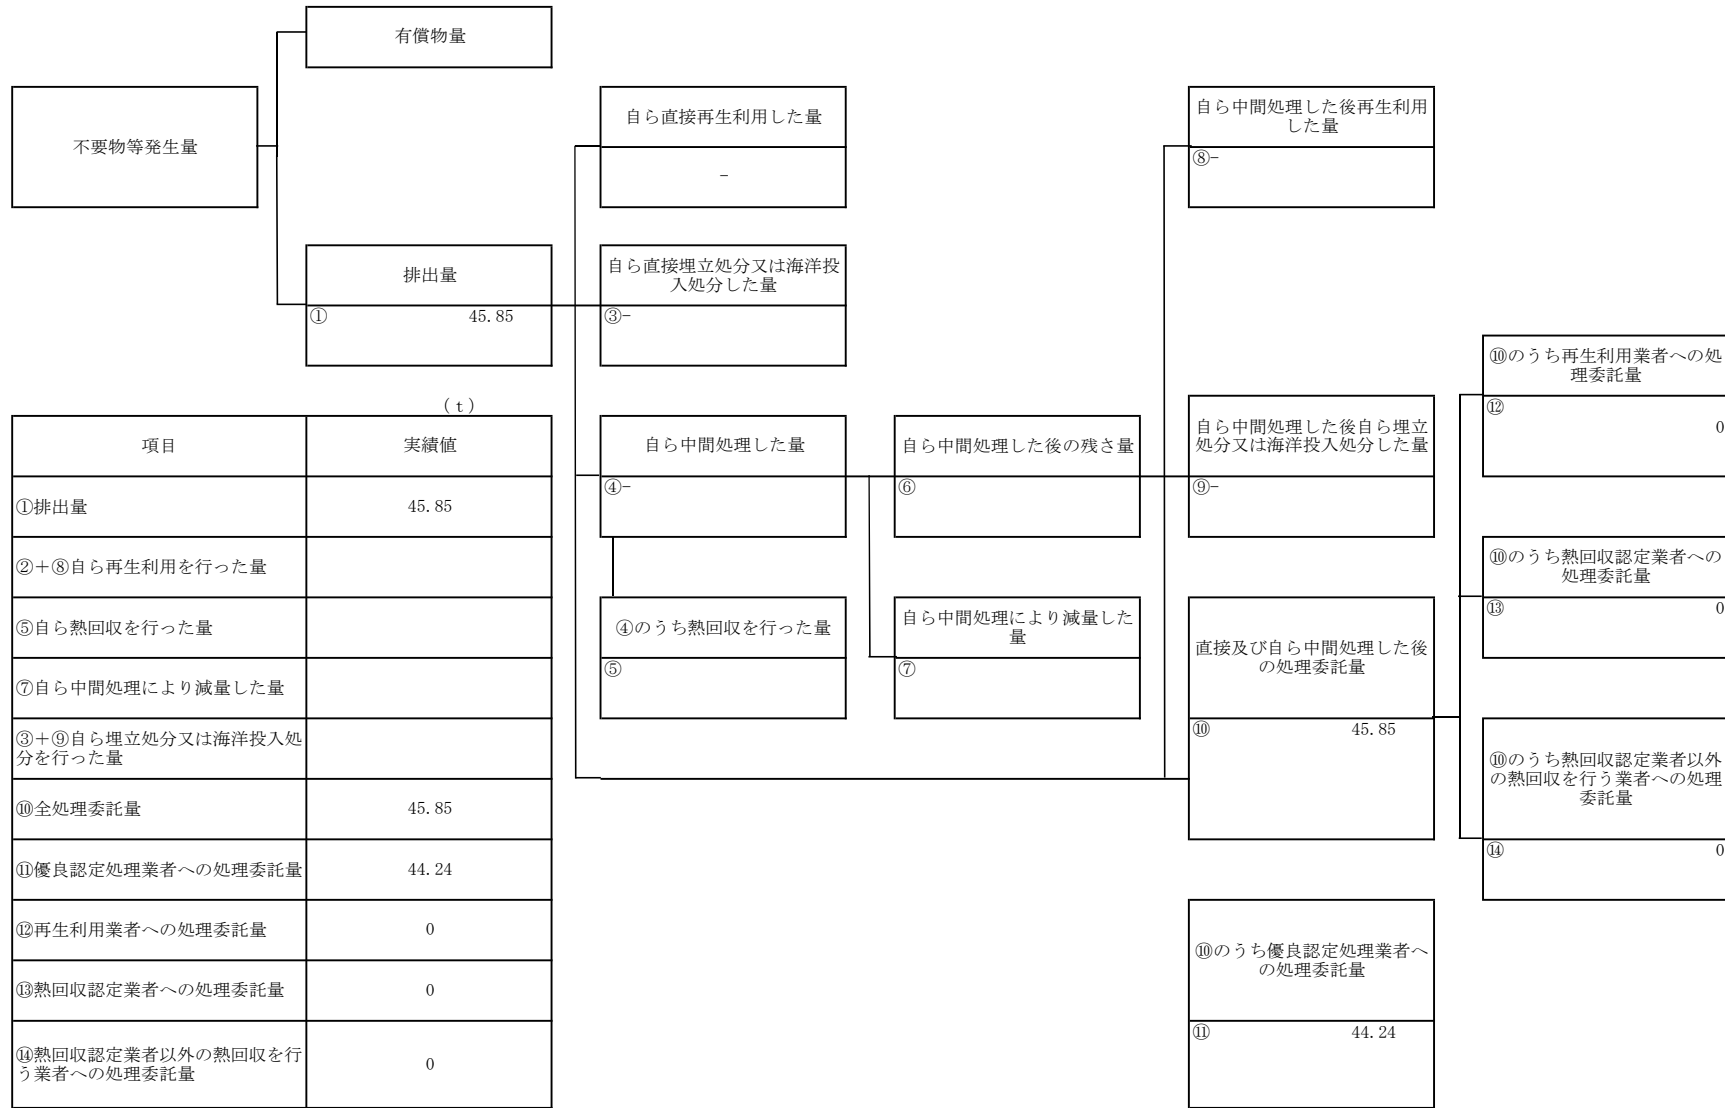 有償物量
不要物等発生量
自ら直接再生利用した量
-
自ら中間処理した後再生利用
した量
⑧-
排出量
① 45.85
自ら直接埋立処分又は海洋投
入処分した量
③-
(t)
項目 実績値
①排出量 45.85
②+⑧自ら再生利用を行った量
⑤自ら熱回収を行った量
⑦自ら中間処理により減量した量
③+⑨自ら埋立処分又は海洋投入処
分を行った量
⑩全処理委託量 45.85
⑪優良認定処理業者への処理委託量 44.24
⑫再生利用業者への処理委託量 0
⑬熱回収認定業者への処理委託量 0
⑭熱回収認定業者以外の熱回収を行
う業者への処理委託量 0
自ら中間処理した量
④-
④のうち熱回収を行った量
⑤
自ら中間処理した後の残さ量
⑥
自ら中間処理により減量した
量
⑦
自ら中間処理した後自ら埋立
処分又は海洋投入処分した量
⑨-
直接及び自ら中間処理した後
の処理委託量
⑩ 45.85
⑩のうち優良認定処理業者へ
の処理委託量
⑪ 44.24
⑩のうち再生利用業者への処
理委託量
⑫
0
⑩のうち熱回収認定業者への
処理委託量
⑬ 0
⑩のうち熱回収認定業者以外
の熱回収を行う業者への処理
委託量
⑭ 0